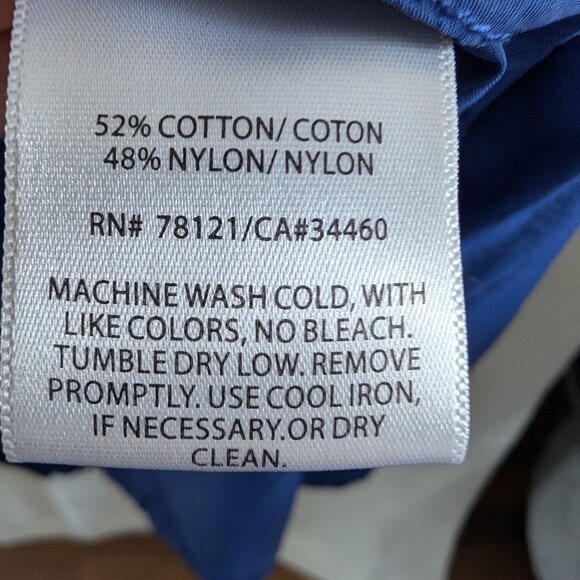 52% COTTON/ COTON
48% NYLON/ NYLON
RN# 78121/CA#34460
MACHINE WASH COLD, WITH
LIKE COLORS, NO BLEACH.
TUMBLE DRY LOW. REMOVE
PROMPTLY. USE COOL IRON,
IF NECESSARY.OR DRY
CLEAN.